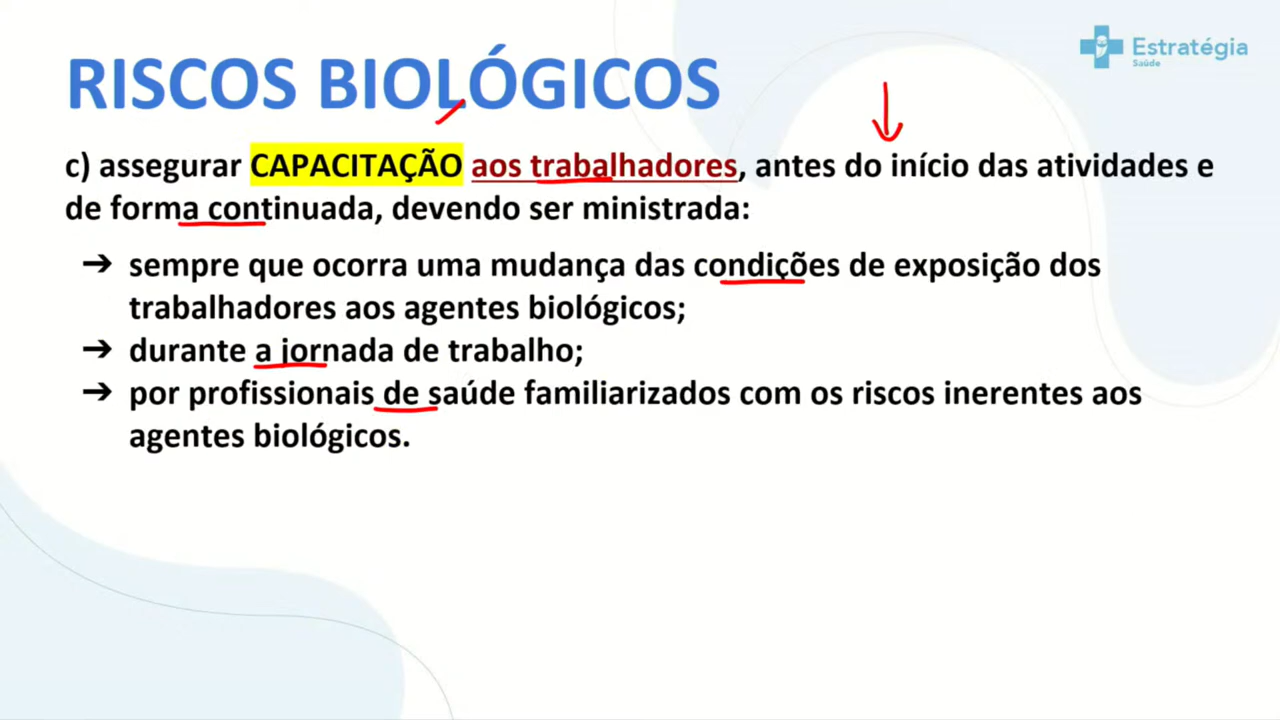 Estratégia
Saúde
RISCOS BIOLÓGICOS
c) assegurar CAPACITAÇÃO aos trabalhadores, antes do início das atividades e
de forma continuada, devendo ser ministrada:
➔ sempre que ocorra uma mudança das condições de exposição dos
trabalhadores aos agentes biológicos;
➔ durante a jornada de trabalho;
➔ por profissionais de saúde familiarizados com os riscos inerentes aos
agentes biológicos.